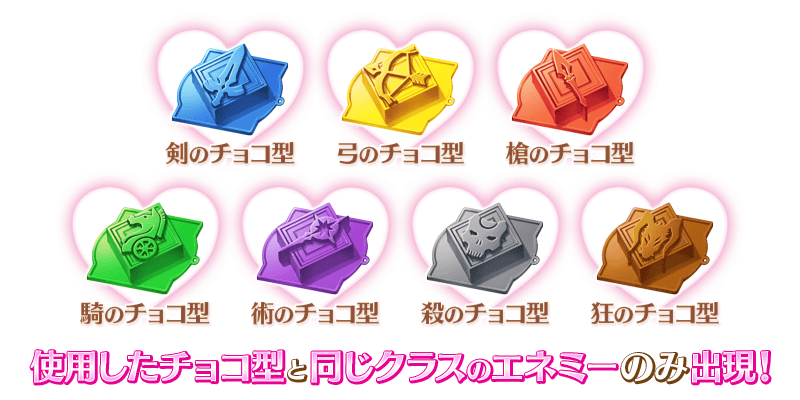 剣のチョコ型
弓のチョコ型
槍のチョコ型
騎のチョコ型
術のチョコ型
殺のチョコ型
狂のチョコ型
使用したチョコ型と同じクラスのエネミーのみ出現!